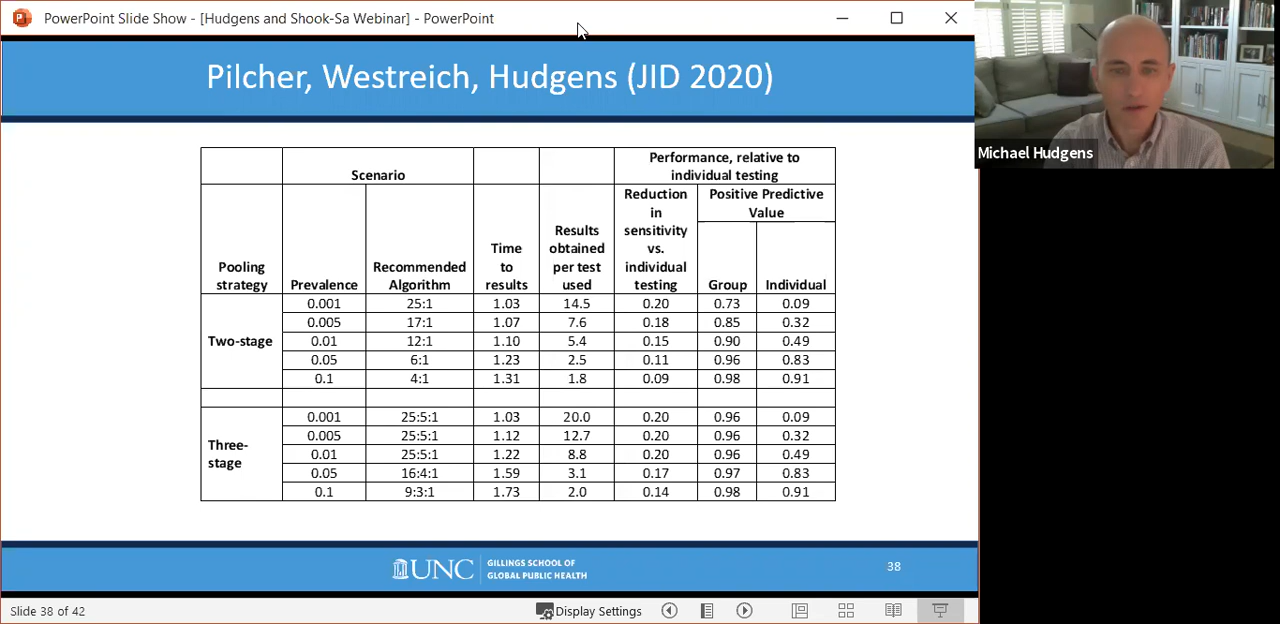 PowerPoint Slide Show - [Hudgens and Shook-Sa Webinar] - PowerPoint
Pilcher, Westreich, Hudgens (JID 2020)
Michael Hudgens
Scenario
Performance, relative to
individual testing
Pooling
strategy
Prevalence
Recommended
Algorithm
Time
to
results
Results
obtained
per test
used
Reduction
in
sensitivity
vs.
individual
testing
Positive Predictive
Value
Group
Individual
Two-stage
0.001 25:1 1.03 14.5 0.20 0.73 0.09
0.005 17:1 1.07 7.6 0.18 0.85 0.32
0.01 12:1 1.10 5.4 0.15 0.90 0.49
0.05 6:1 1.23 2.5 0.11 0.96 0.83
0.1 4:1 1.31 1.8 0.09 0.98 0.91
Three-
stage
0.001 25:5:1 1.03 20.0 0.20 0.96 0.09
0.005 25:5:1 1.12 12.7 0.20 0.96 0.32
0.01 25:5:1 1.22 8.8 0.20 0.96 0.49
0.05 16:4:1 1.59 3.1 0.17 0.97 0.83
0.1 9:3:1 1.73 2.0 0.14 0.98 0.91
UNC
GILLINGS SCHOOL OF
GLOBAL PUBLIC HEALTH
38
Slide 38 of 42
Display Settings